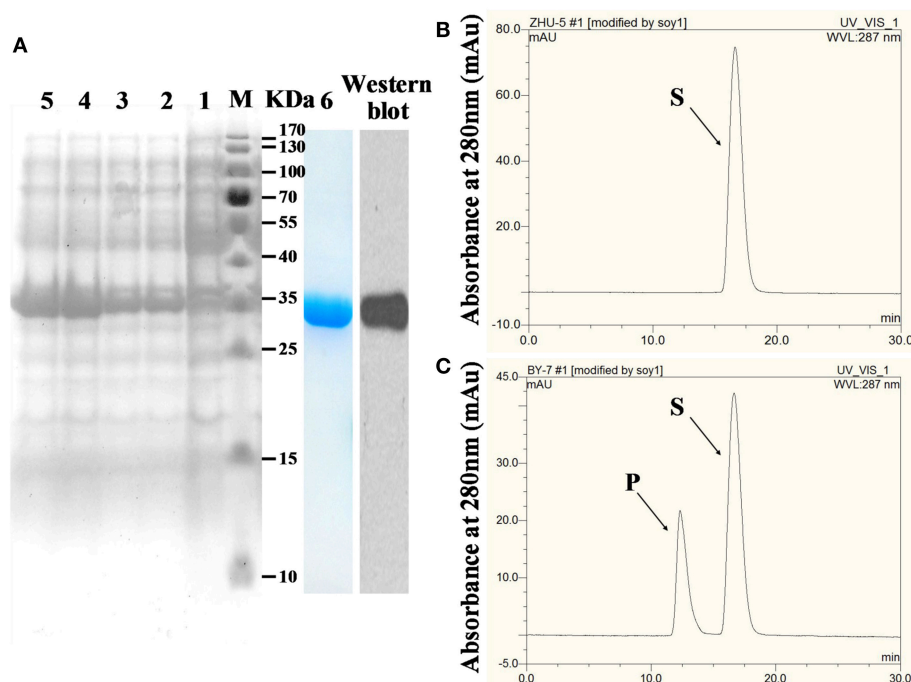 A
5 4 3 2 1 M KDa 6 Western blot
170
130
100
70
55
40
35
25
15
10
B
ZHU-5 #1 [modified by soy1] UV_VIS_1
mAU WVL:287 nm
Absorbance at 280nm (mAu)
80.0
60.0
40.0
20.0
-10.0
S
min
0.0 10.0 20.0 30.0
C
BY-7 #1 [modified by soy1] UV_VIS_1
mAU WVL:287 nm
Absorbance at 280nm (mAu)
45.0
30.0
20.0
10.0
-5.0
S
P
min
0.0 10.0 20.0 30.0